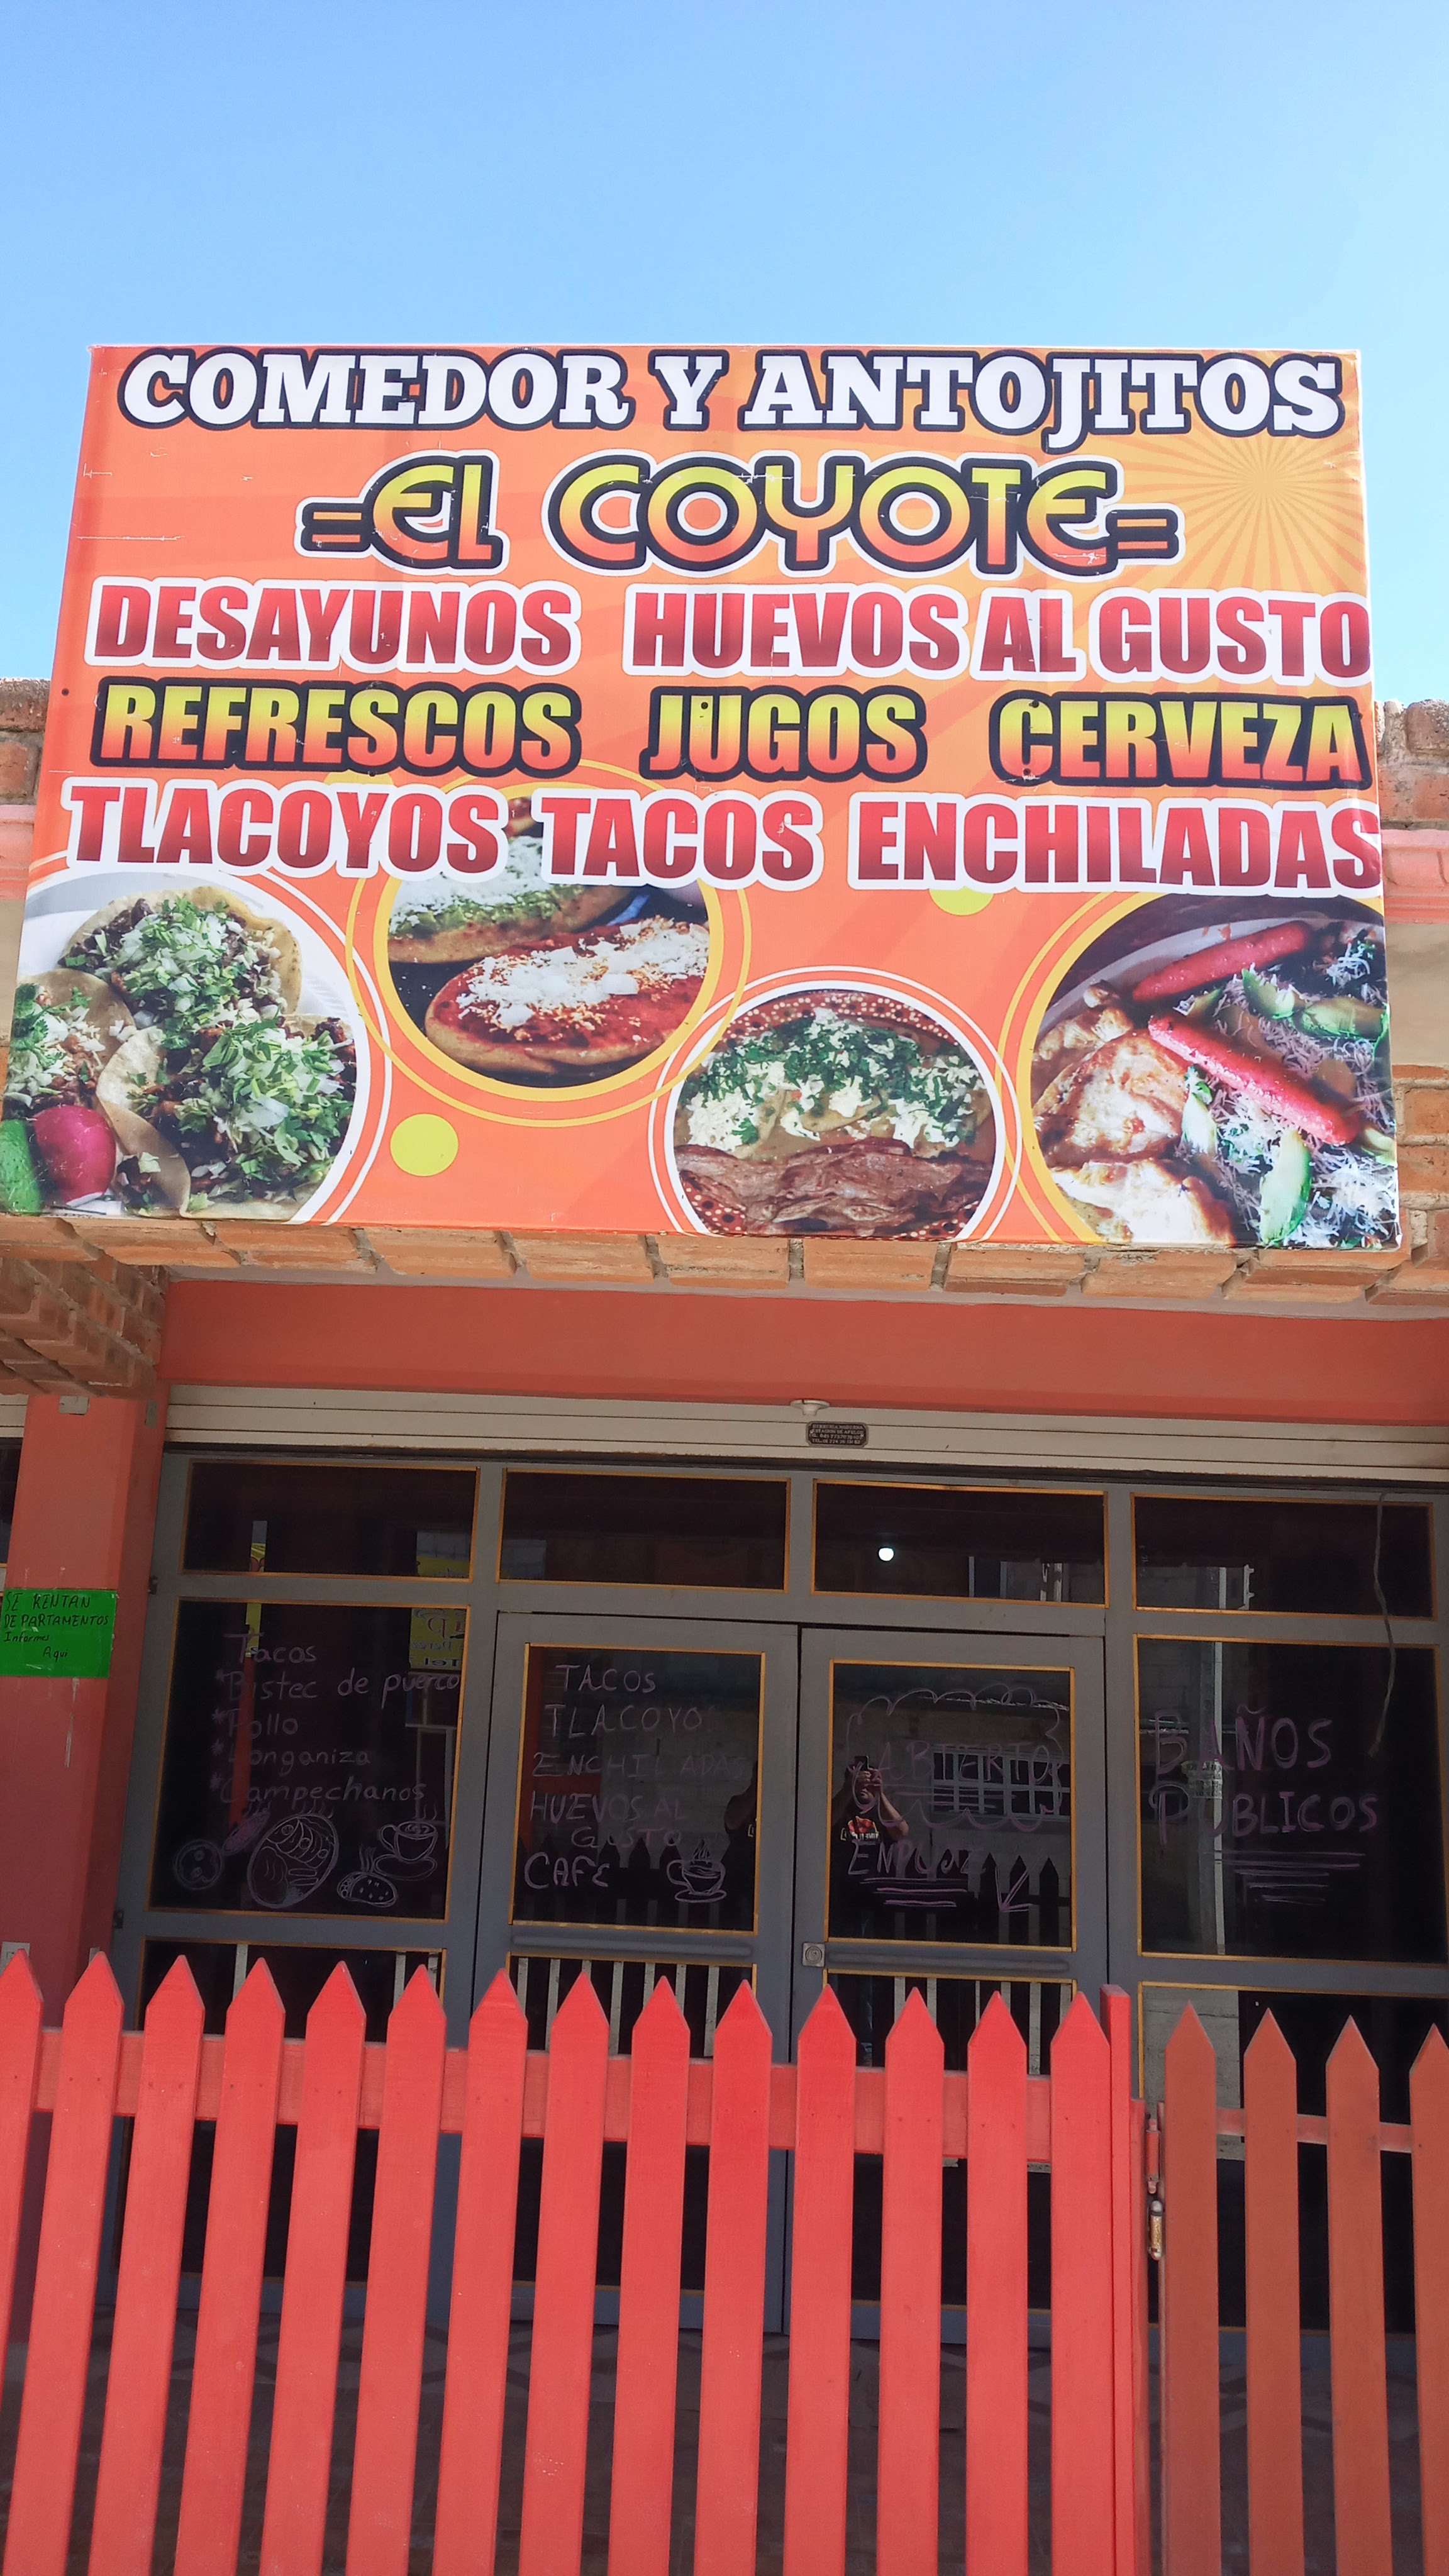 COMEDOR Y ANTOJITOS
=EL COYOTE=
DESAYUNOS HUEVOS AL GUSTO
REFRESCOS JUGOS CERVEZA
TLACOYOS TACOS ENCHILADAS
SE RENTAN
DEPARTAMENTOS
Informes
Aqui
Tacos
*Bistec de puerco
*Pollo
*Longaniza
*Campechanos
TACOS
TLACOYOS
ENCHILADAS
HUEVOS AL
GUSTO
CAFE
ABIERTO
EMPUJE
BAÑOS
PUBLICOS